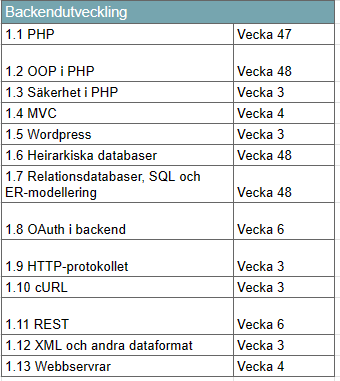 Backendutveckling
1.1 PHP Vecka 47
1.2 OOP i PHP Vecka 48
1.3 Säkerhet i PHP Vecka 3
1.4 MVC Vecka 4
1.5 Wordpress Vecka 3
1.6 Heirarkiska databaser Vecka 48
1.7 Relationsdatabaser, SQL och
ER-modellering Vecka 48
1.8 OAuth i backend Vecka 6
1.9 HTTP-protokollet Vecka 3
1.10 cURL Vecka 3
1.11 REST Vecka 6
1.12 XML och andra dataformat Vecka 3
1.13 Webbservrar Vecka 4